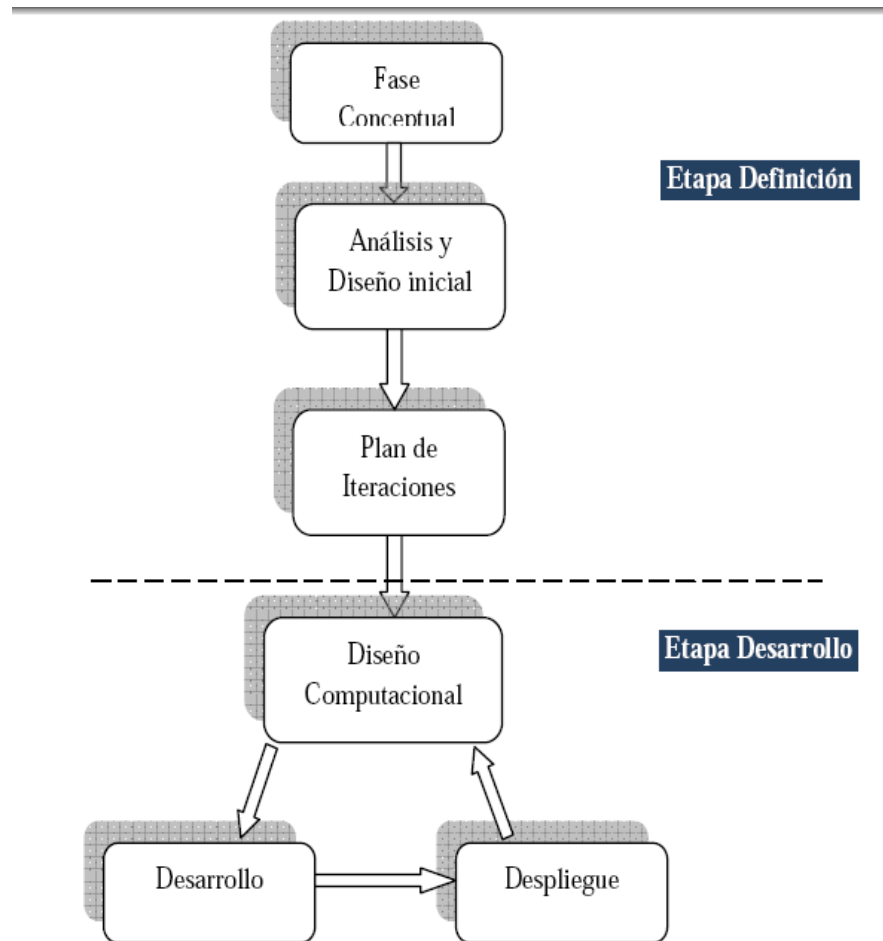 Fase
Conceptual
Etapa Definición
Análisis y
Diseño inicial
Plan de
Iteraciones
Etapa Desarrollo
Diseño
Computacional
Desarrollo
Despliegue